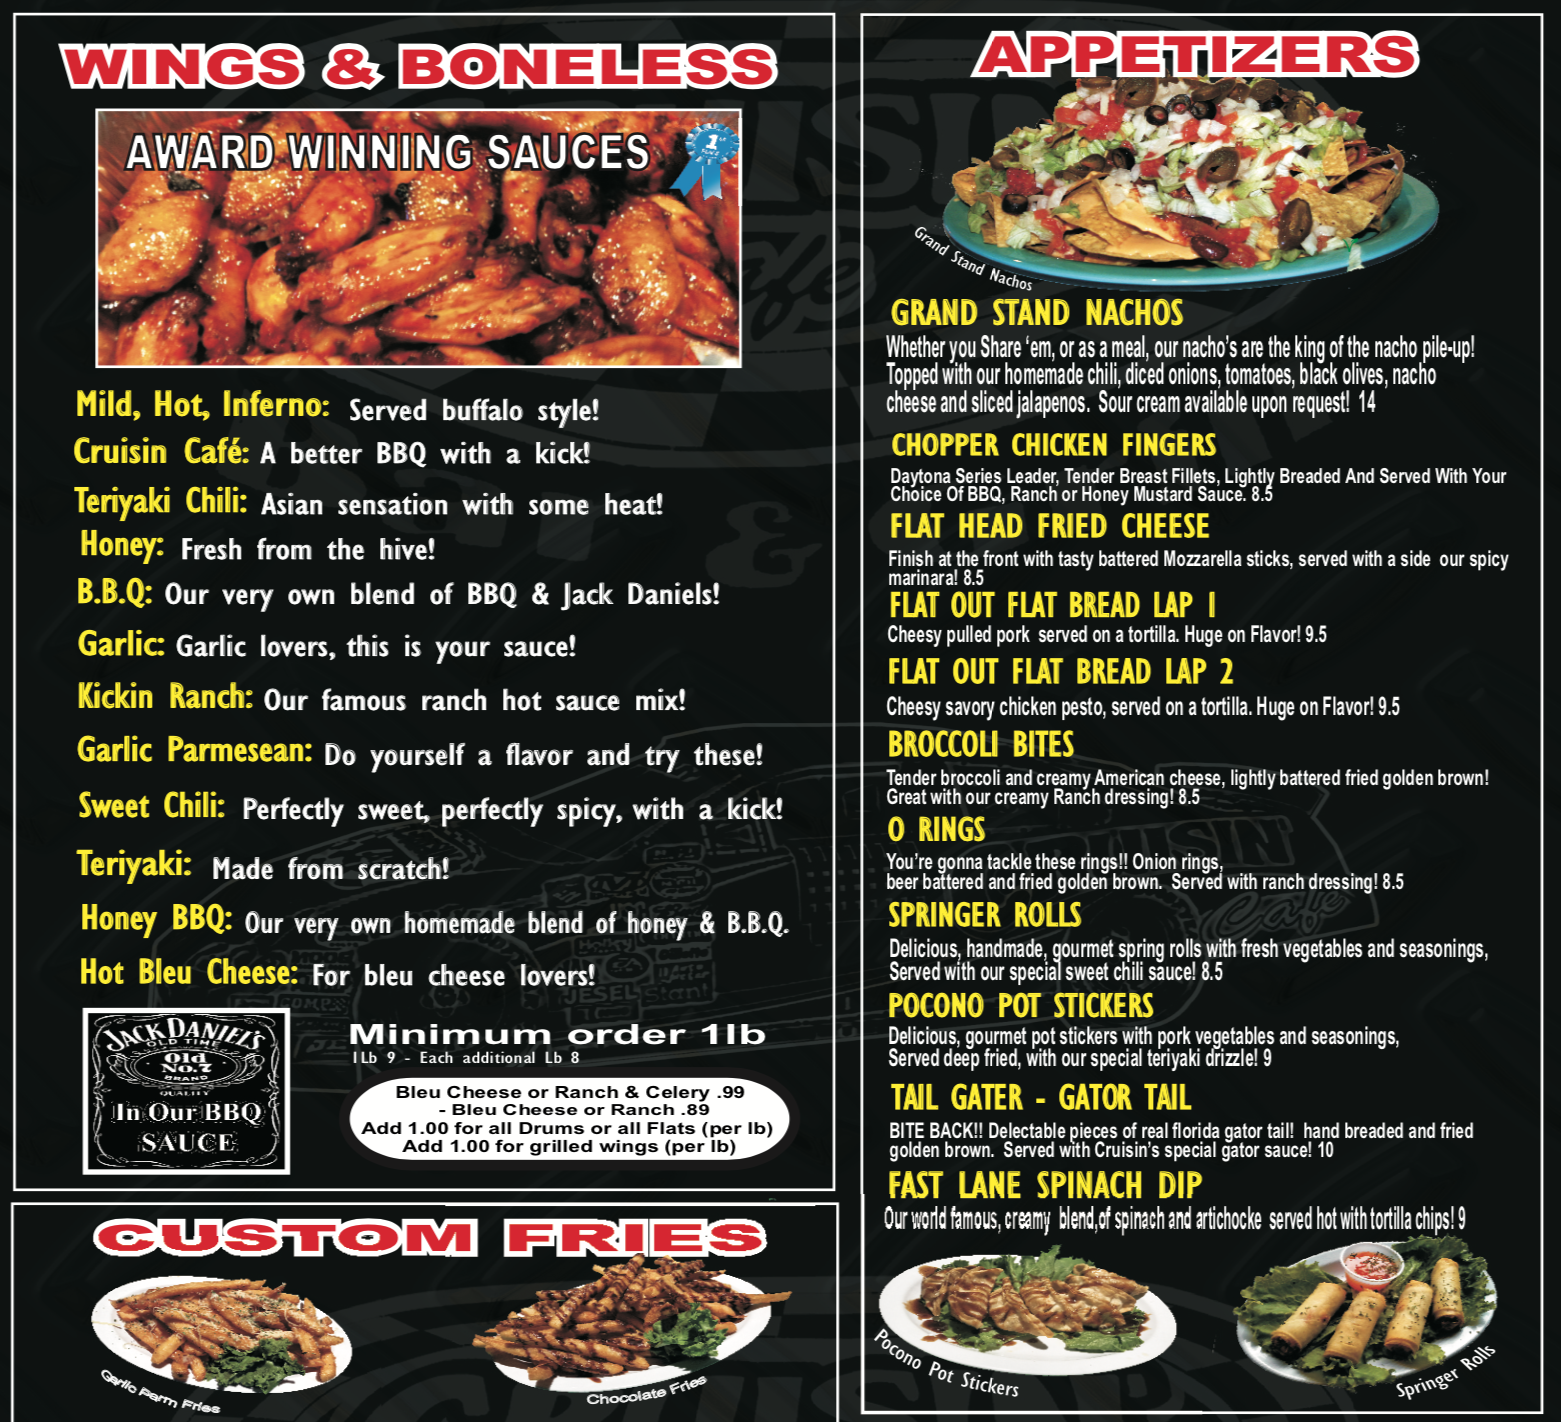 WINGS & BONELESS
AWARD WINNING SAUCES
1st
PLACE
Mild, Hot, Inferno: Served buffalo style!
Cruisin Café: A better BBQ with a kick!
Teriyaki Chili: Asian sensation with some heat!
Honey: Fresh from the hive!
B.B.Q: Our very own blend of BBQ & Jack Daniels!
Garlic: Garlic lovers, this is your sauce!
Kickin Ranch: Our famous ranch hot sauce mix!
Garlic Parmesean: Do yourself a flavor and try these!
Sweet Chili: Perfectly sweet, perfectly spicy, with a kick!
Teriyaki: Made from scratch!
Honey BBQ: Our very own homemade blend of honey & B.B.Q.
Hot Bleu Cheese: For bleu cheese lovers!
JACK DANIEL'S
OLD TIME
Old
No.7
BRAND
QUALITY
In Our BBQ
SAUCE
Minimum order 1lb
1Lb 9 - Each additional Lb 8
Bleu Cheese or Ranch & Celery .99
- Bleu Cheese or Ranch .89
Add 1.00 for all Drums or all Flats (per lb)
Add 1.00 for grilled wings (per lb)
CUSTOM FRIES
Garlic Parm Fries
Chocolate Fries
APPETIZERS
Grand Stand Nachos
GRAND STAND NACHOS
Whether you Share ‘em, or as a meal, our nacho’s are the king of the nacho pile-up!
Topped with our homemade chili, diced onions, tomatoes, black olives, nacho
cheese and sliced jalapenos. Sour cream available upon request! 14
CHOPPER CHICKEN FINGERS
Daytona Series Leader, Tender Breast Fillets, Lightly Breaded And Served With Your
Choice Of BBQ, Ranch or Honey Mustard Sauce. 8.5
FLAT HEAD FRIED CHEESE
Finish at the front with tasty battered Mozzarella sticks, served with a side our spicy
marinara! 8.5
FLAT OUT FLAT BREAD LAP 1
Cheesy pulled pork served on a tortilla. Huge on Flavor! 9.5
FLAT OUT FLAT BREAD LAP 2
Cheesy savory chicken pesto, served on a tortilla. Huge on Flavor! 9.5
BROCCOLI BITES
Tender broccoli and creamy American cheese, lightly battered fried golden brown!
Great with our creamy Ranch dressing! 8.5
O RINGS
You’re gonna tackle these rings!! Onion rings,
beer battered and fried golden brown. Served with ranch dressing! 8.5
SPRINGER ROLLS
Delicious, handmade, gourmet spring rolls with fresh vegetables and seasonings,
Served with our special sweet chili sauce! 8.5
POCONO POT STICKERS
Delicious, gourmet pot stickers with pork vegetables and seasonings,
Served deep fried, with our special teriyaki drizzle! 9
TAIL GATER - GATOR TAIL
BITE BACK!! Delectable pieces of real florida gator tail! hand breaded and fried
golden brown. Served with Cruisin’s special gator sauce! 10
FAST LANE SPINACH DIP
Our world famous, creamy blend,of spinach and artichocke served hot with tortilla chips! 9
Pocono Pot Stickers
Springer Rolls